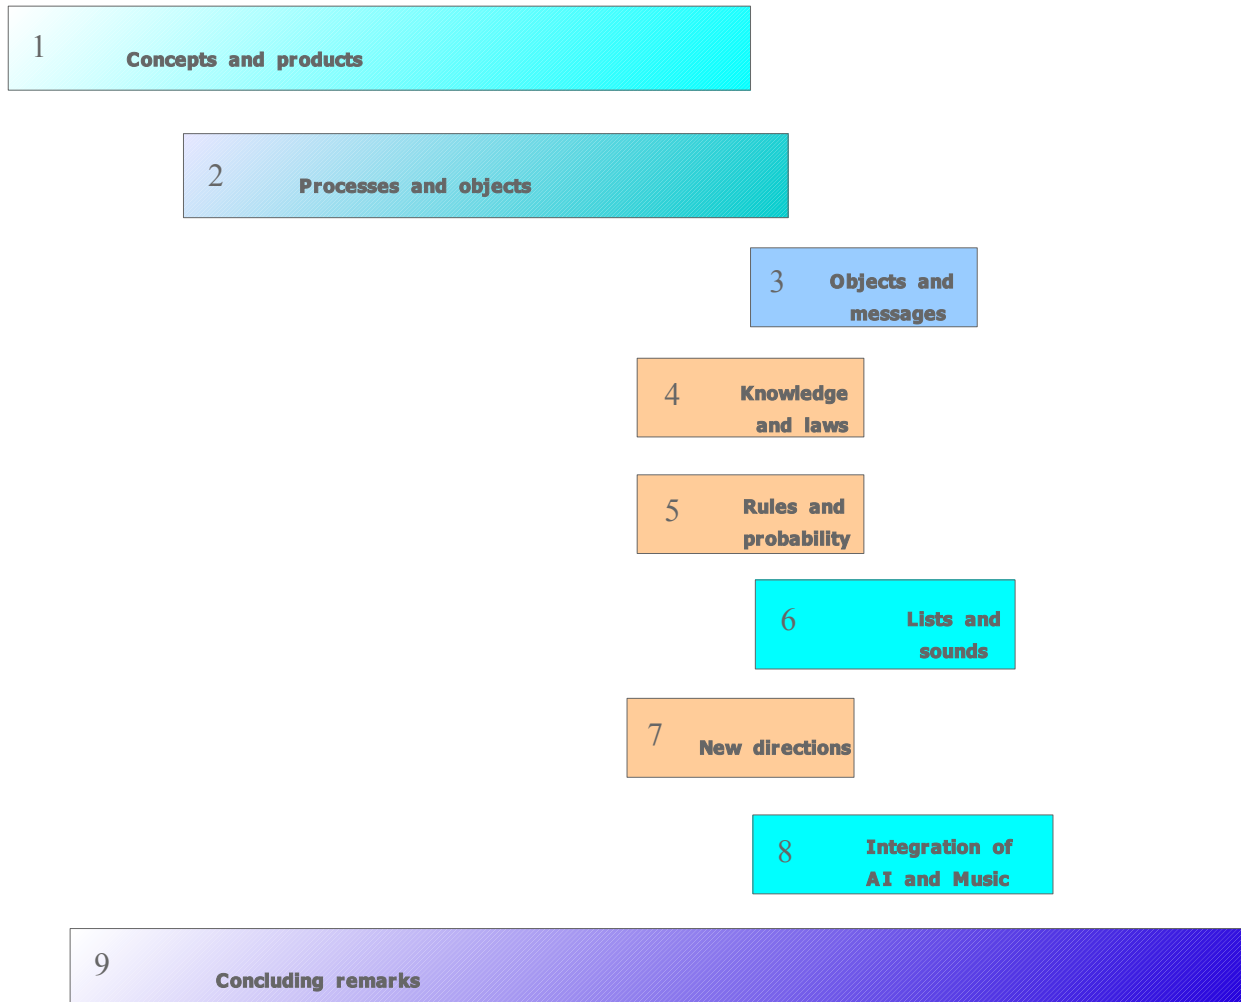 1
Concepts and products
2
Processes and objects
3
Objects and
messages
4
Knowledge
and laws
5
Rules and
probability
6
Lists and
sounds
7
New directions
8
Integration of
AI and Music
9
Concluding remarks